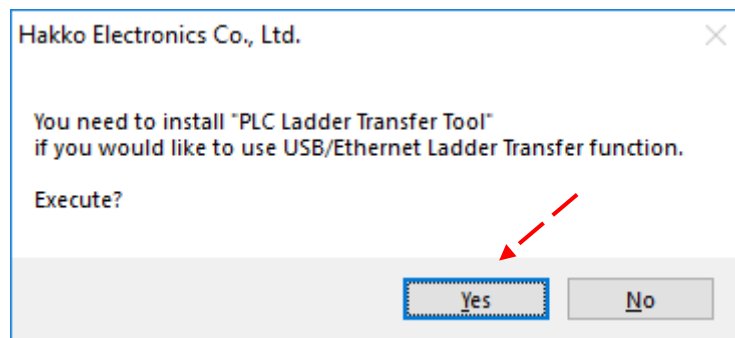 Hakko Electronics Co., Ltd.
You need to install "PLC Ladder Transfer Tool"
if you would like to use USB/Ethernet Ladder Transfer function.
Execute?
Yes No